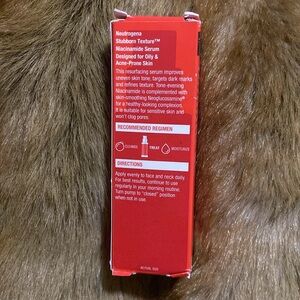 Neutrogena
Stubborn Texture™
Niacinamide Serum
Designed for Oily &
Acne-Prone Skin
This resurfacing serum improves
uneven skin tone, targets dark marks
and refines texture. Tone-evening
Niacinamide is complemented with
skin-smoothing Neoglucosamine®
for a healthy-looking complexion.
It is suitable for sensitive skin and
won't clog pores.
RECOMMENDED REGIMEN
CLEANSE TREAT MOISTURIZE
DIRECTIONS
Apply evenly to face and neck daily.
For best results, continue to use
regularly in your morning routine.
Turn pump to "closed" position
when not in use.
ACTUAL SIZE